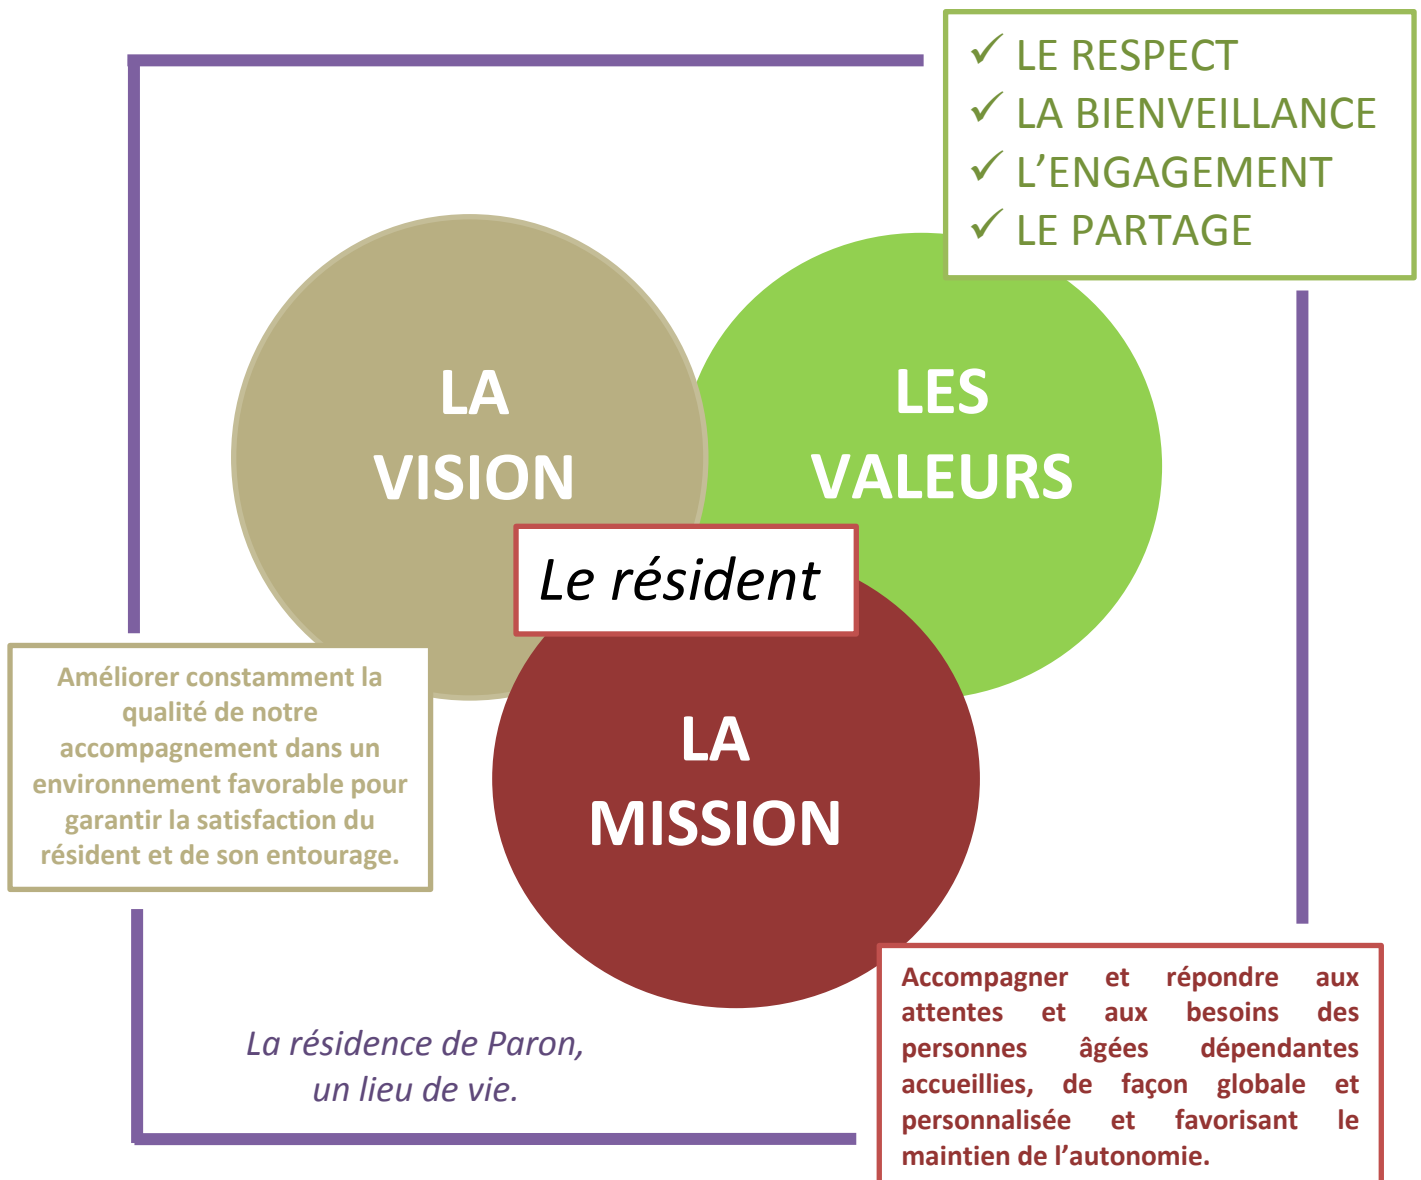 ✓ LE RESPECT
✓ LA BIENVEILLANCE
✓ L’ENGAGEMENT
✓ LE PARTAGE
LA
VISION
LES
VALEURS
Le résident
Améliorer constamment la
qualité de notre
accompagnement dans un
environnement favorable pour
garantir la satisfaction du
résident et de son entourage.
LA
MISSION
Accompagner et répondre aux
attentes et aux besoins des
personnes âgées dépendantes
accueillies, de façon globale et
personnalisée et favorisant le
maintien de l’autonomie.
La résidence de Paron,
un lieu de vie.